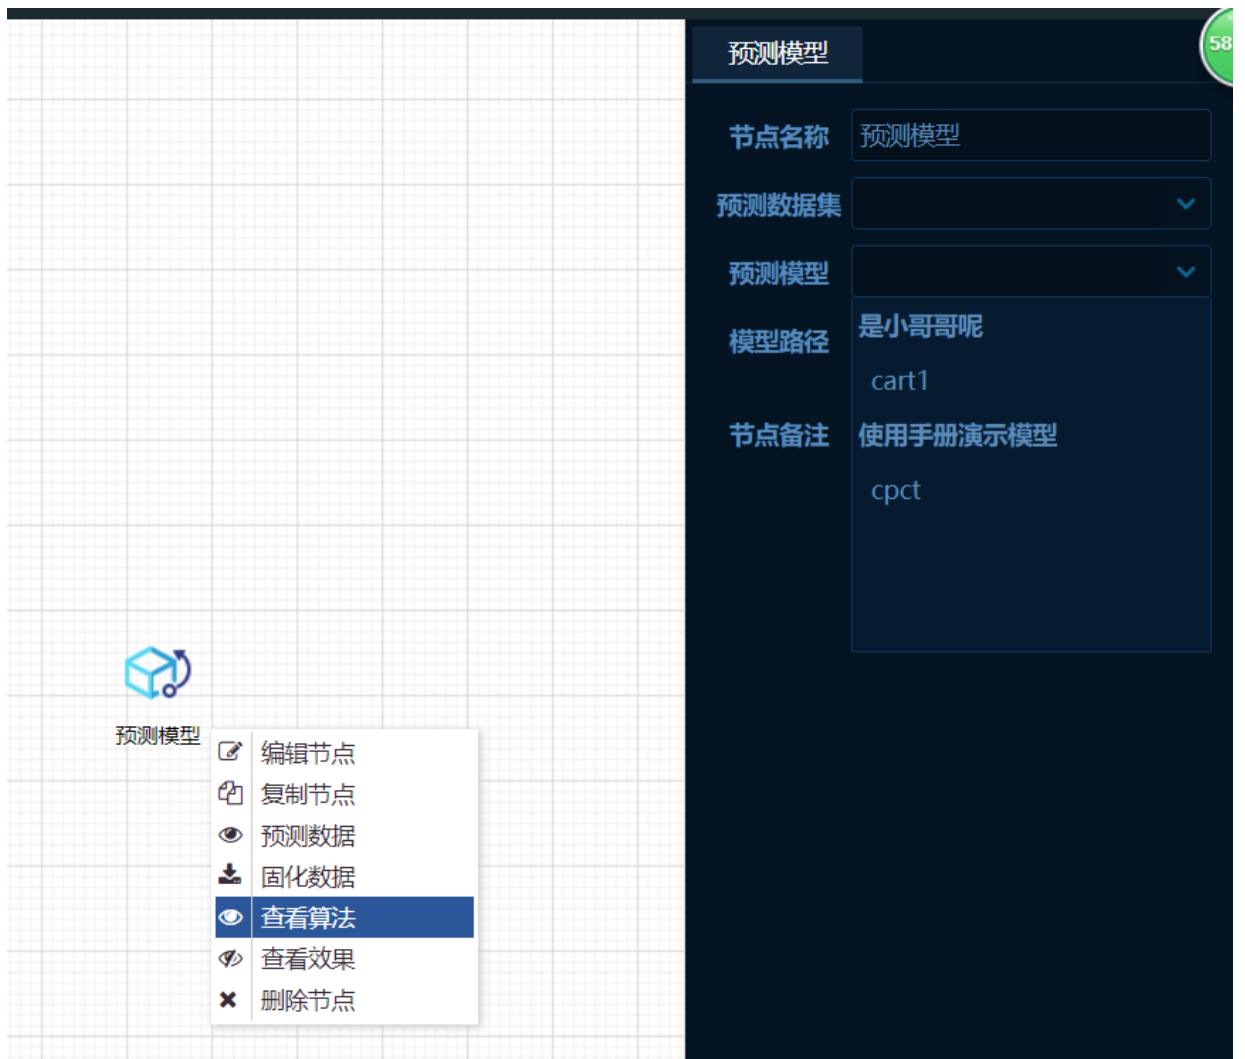 预测模型
58
节点名称 预测模型
预测数据集
预测模型
模型路径
是小哥哥呢
cart1
节点备注
使用手册演示模型
cpct
预测模型
编辑节点
复制节点
预测数据
固化数据
查看算法
查看效果
删除节点